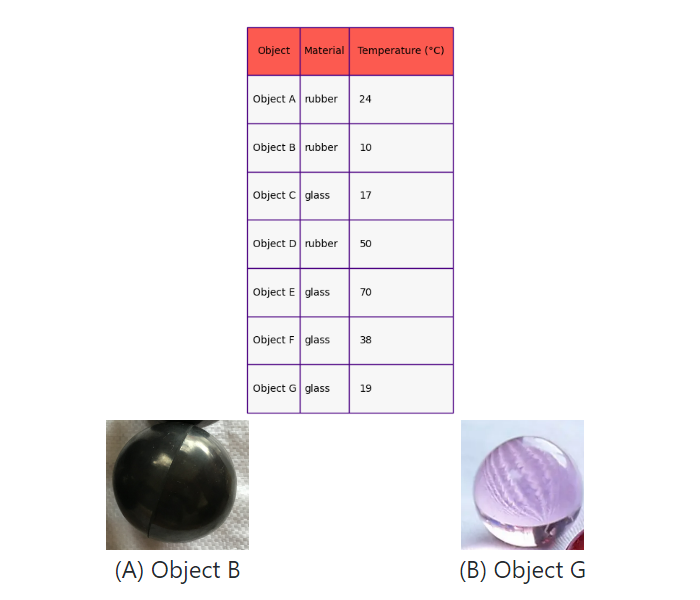 Object Material Temperature (°C)
Object A rubber 24
Object B rubber 10
Object C glass 17
Object D rubber 50
Object E glass 70
Object F glass 38
Object G glass 19
(A) Object B (B) Object G